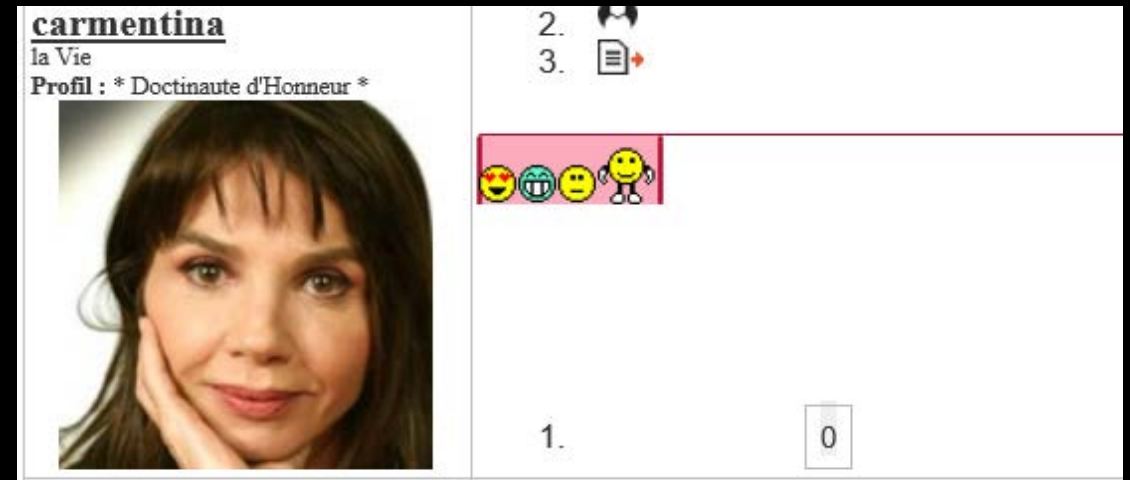 carmentina
la Vie
Profil : * Doctinaute d'Honneur *
2.
3.
1.
0